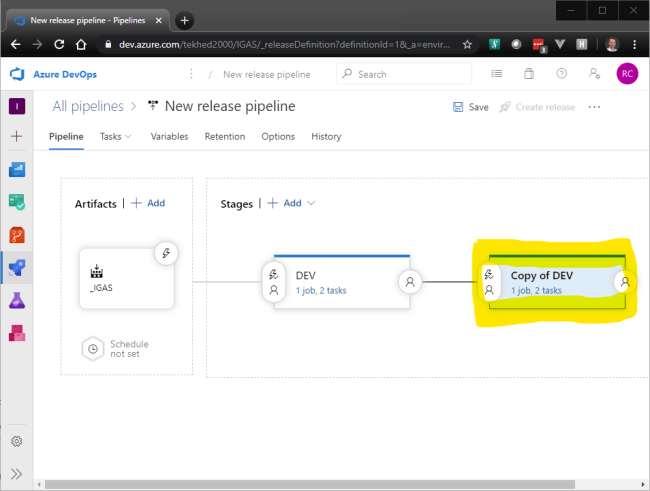 New release pipeline - Pipelines
dev.azure.com/tekhed2000/IGAS/_releaseDefinition?definitionId=1&_a=envir...
Azure DevOps
/ New release pipeline
Search
RC
I
All pipelines > New release pipeline
Save
Create release
Pipeline
Tasks
Variables
Retention
Options
History
Artifacts | + Add
Stages | + Add
_IGAS
Schedule
not set
DEV
1 job, 2 tasks
Copy of DEV
1 job, 2 tasks